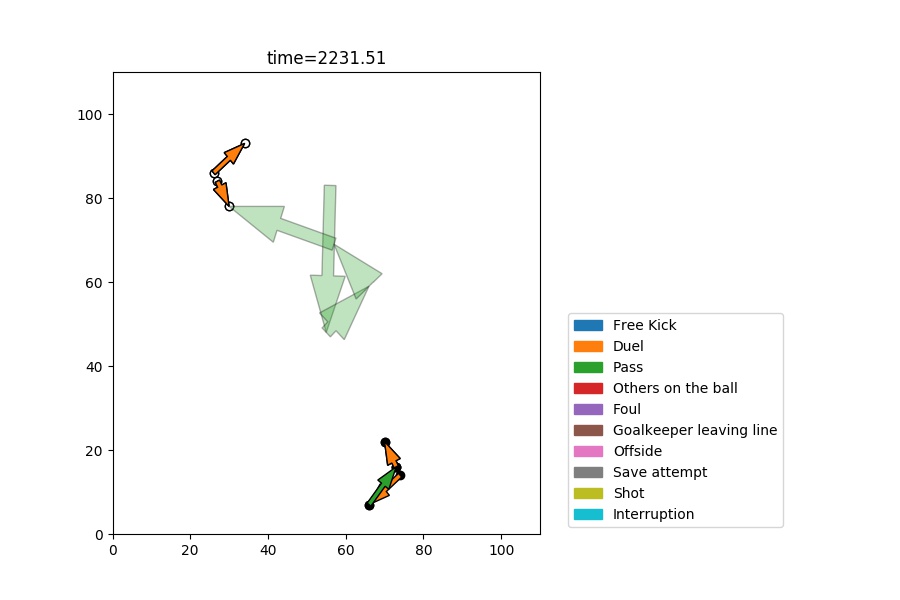 time=2231.51
100
80
60
40
20
0
0 20 40 60 80 100
Free Kick
Duel
Pass
Others on the ball
Foul
Goalkeeper leaving line
Offside
Save attempt
Shot
Interruption